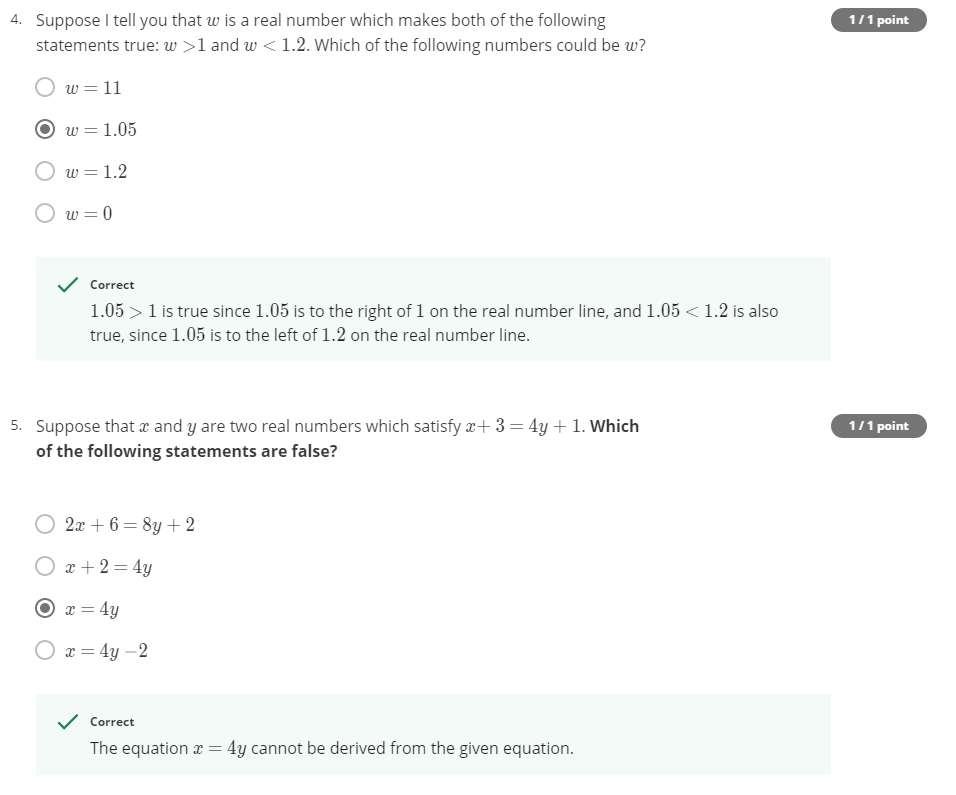 4. Suppose I tell you that w is a real number which makes both of the following 1 / 1 point
statements true: w >1 and w < 1.2. Which of the following numbers could be w?
w = 11
w = 1.05
w = 1.2
w = 0
Correct
1.05 > 1 is true since 1.05 is to the right of 1 on the real number line, and 1.05 < 1.2 is also
true, since 1.05 is to the left of 1.2 on the real number line.
5. Suppose that x and y are two real numbers which satisfy x+ 3 = 4y + 1. Which 1 / 1 point
of the following statements are false?
2x + 6 = 8y + 2
x + 2 = 4y
x = 4y
x = 4y −2
Correct
The equation x = 4y cannot be derived from the given equation.